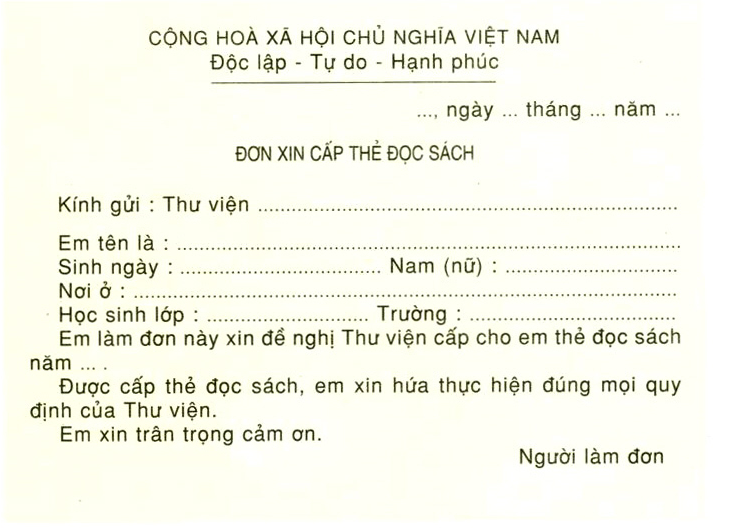 CỘNG HOÀ XÃ HỘI CHỦ NGHĨA VIỆT NAM
Độc lập - Tự do - Hạnh phúc
..., ngày ... tháng ... năm ...
ĐƠN XIN CẤP THẺ ĐỌC SÁCH
Kính gửi : Thư viện ........................................................................
Em tên là : ......................................................................................
Sinh ngày : .................................. Nam (nữ) : .............................
Nơi ở : .............................................................................................
Học sinh lớp : ........................... Trường : ...................................
Em làm đơn này xin đề nghị Thư viện cấp cho em thẻ đọc sách
năm ... .
Được cấp thẻ đọc sách, em xin hứa thực hiện đúng mọi quy
định của Thư viện.
Em xin trân trọng cảm ơn.
Người làm đơn